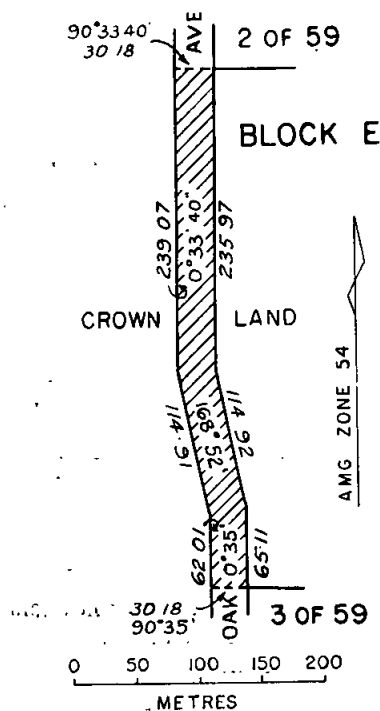 90°33'40"
30 18
AVE
2 OF 59
BLOCK E
239 07
0°33' 40"
235 97
CROWN LAND
AMG ZONE 54
114·91
168°52'
114 92
62 01
0°35'
65 11
30 18
90°35'
OAK
3 OF 59
0 50 100 150 200
METRES